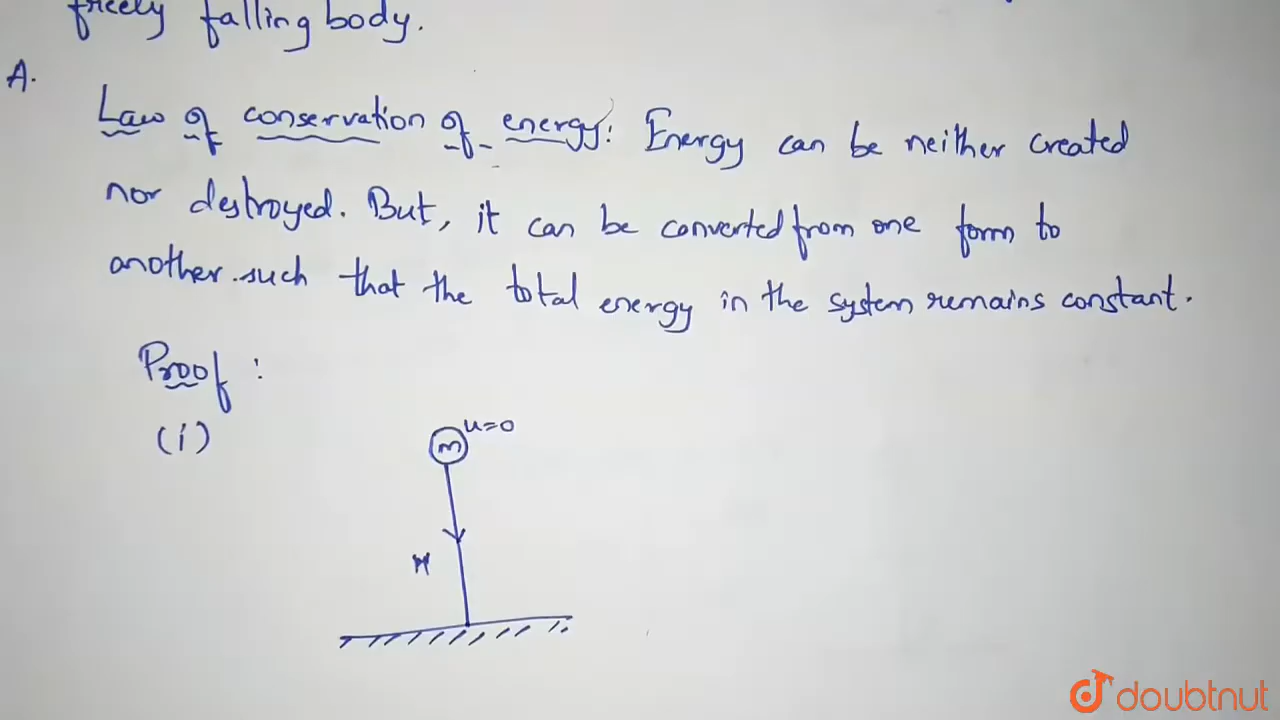 freely falling body.
A.
Law of conservation of energy: Energy can be neither created
nor destroyed. But, it can be converted from one form to
another. such that the total energy in the system remains constant.
Proof :
(i)
u=0
m
H
doubtnut